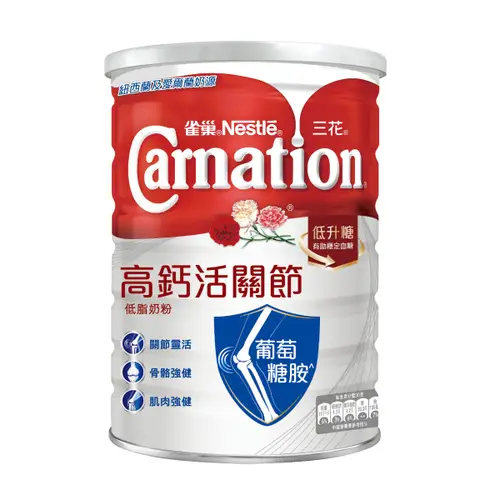 紐西蘭及愛爾蘭奶源
雀巢® Nestlé® 三花®
Carnation®
低升糖
有助穩定血糖
高鈣活關節
低脂奶粉
關節靈活
骨骼強健
肌肉強健
葡萄
糖胺^